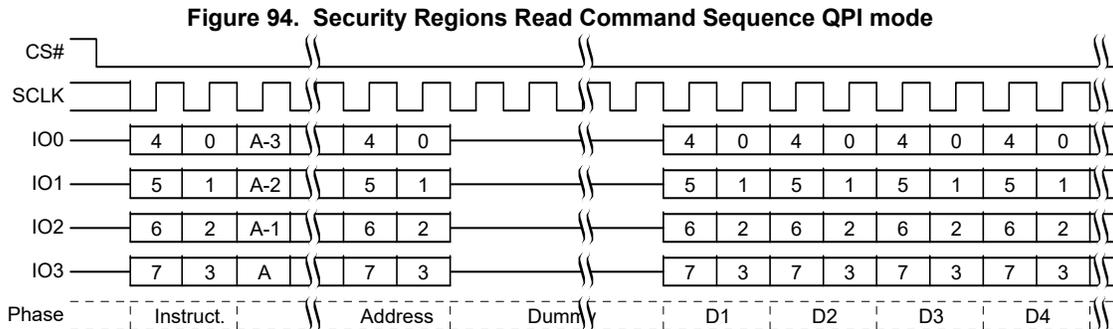 Figure 94. Security Regions Read Command Sequence QPI mode
CS#
SCLK
IO0 4 0 A-3 4 0 4 0 4 0 4 0 4 0
IO1 5 1 A-2 5 1 5 1 5 1 5 1 5 1
IO2 6 2 A-1 6 2 6 2 6 2 6 2 6 2
IO3 7 3 A 7 3 7 3 7 3 7 3 7 3
Phase Instruct. Address Dummy D1 D2 D3 D4